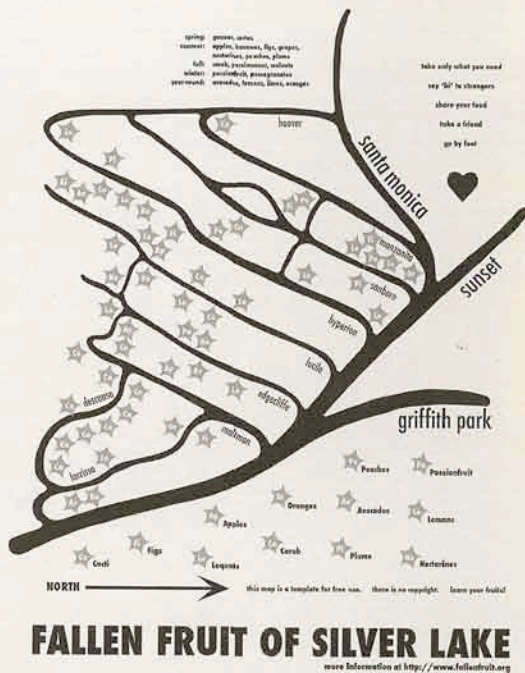 spring: guavas, cactus
summer: apples, bananas, figs, grapes,
nectarines, peaches, plums
fall: carob, persimmons, walnuts
winter: passionfruit, pomegranates
year-round: avocados, lemons, limes, oranges
take only what you need
say 'hi' to strangers
share your food
take a friend
go by foot
hoover
santa monica
manzanita
sunset
sanborn
hyperion
lucile
edgecliffe
descanso
maltman
larissa
griffith park
Peaches
Passionfruit
Oranges
Avocados
Lemons
Apples
Figs
Loquats
Carob
Plums
Nectarines
NORTH
this map is a template for free use. there is no copyright. learn your fruits!
FALLEN FRUIT OF SILVER LAKE
more information at http://www.fallenfruit.org